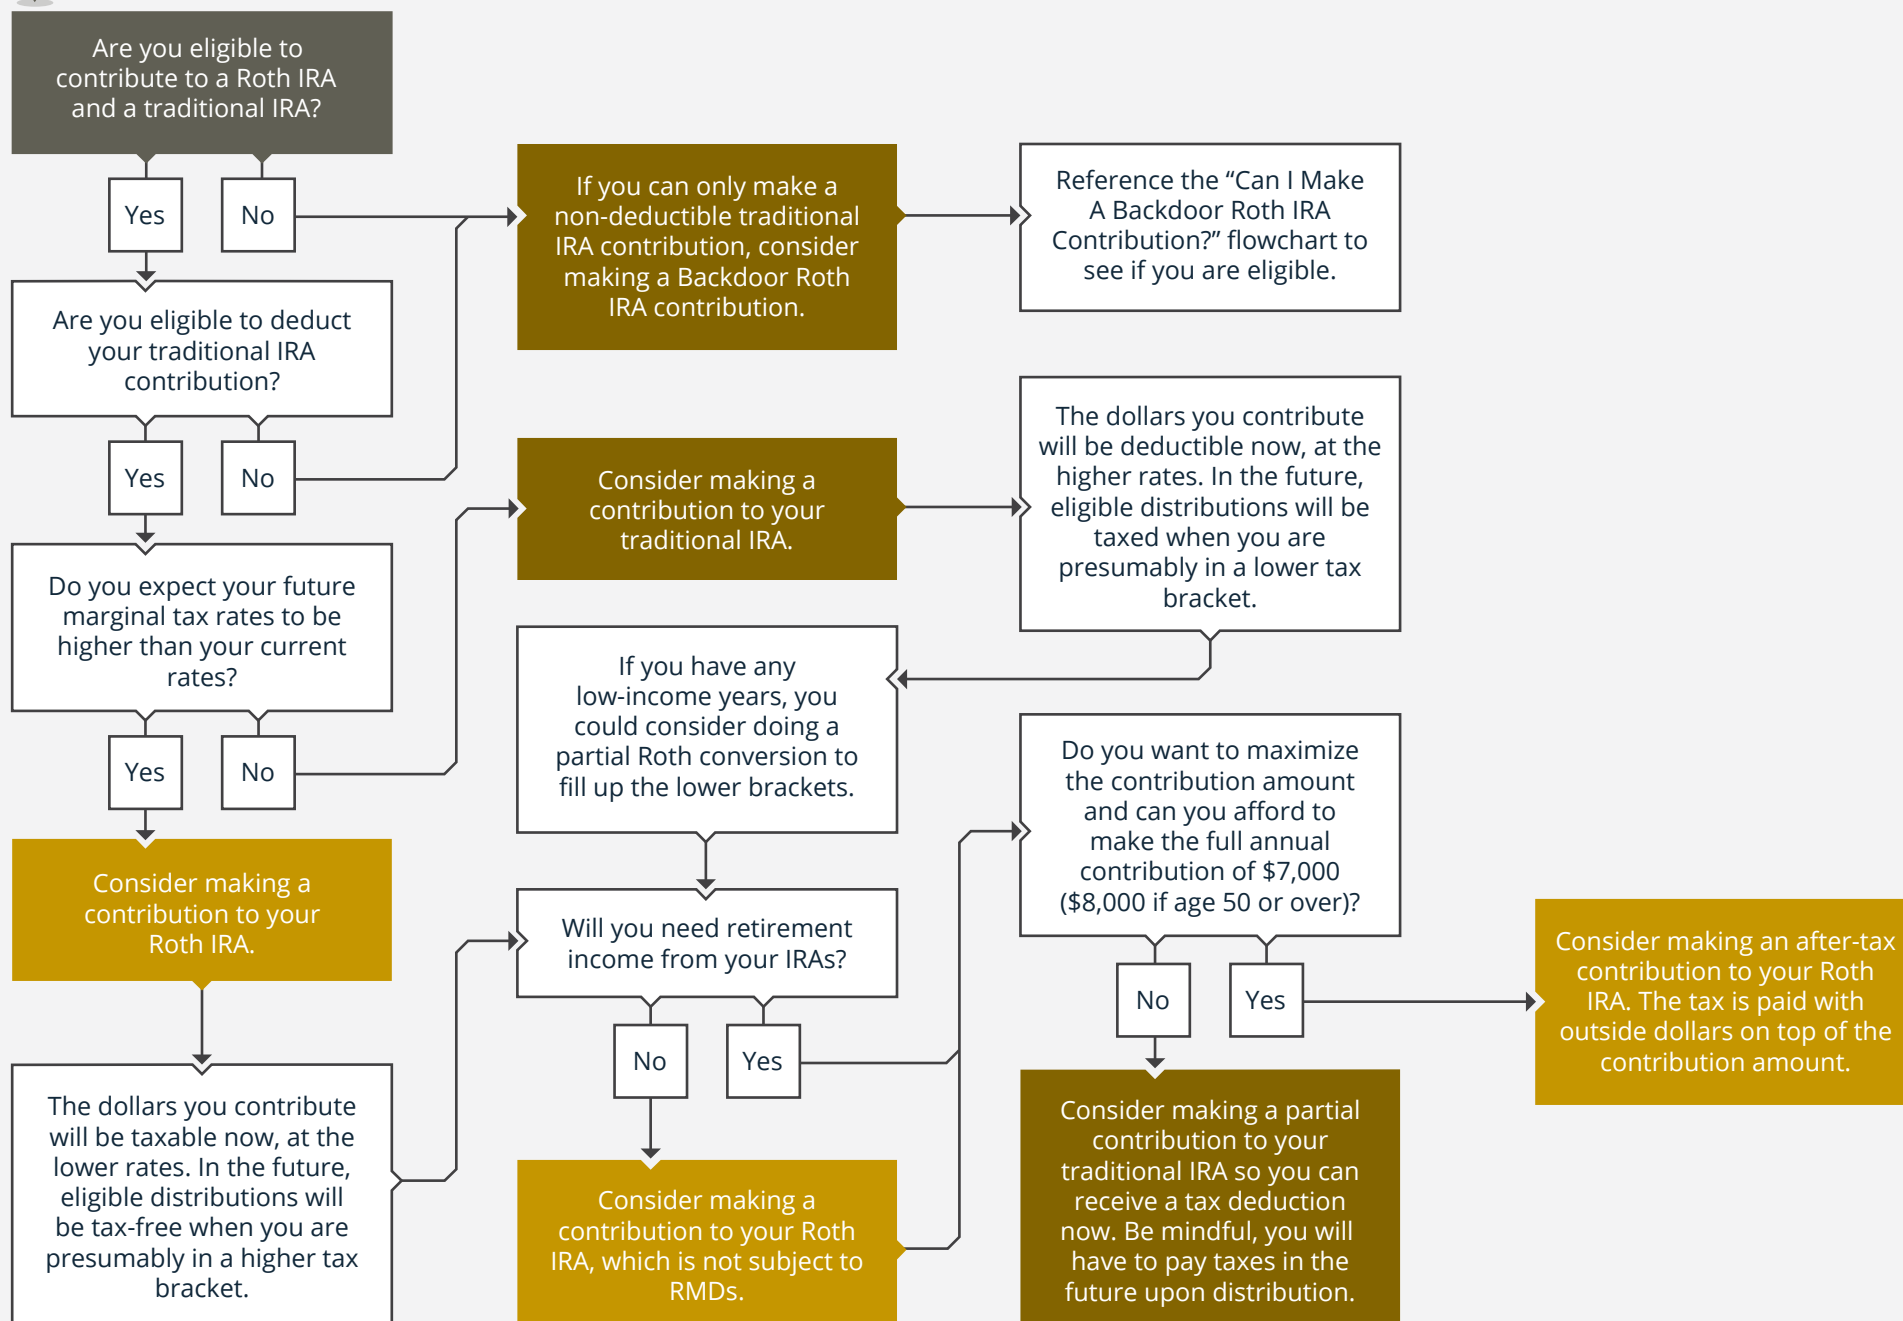 Are you eligible to
contribute to a Roth IRA
and a traditional IRA?
Yes
No
Are you eligible to deduct
your traditional IRA
contribution?
Yes
No
Do you expect your future
marginal tax rates to be
higher than your current
rates?
Yes
No
Consider making a
contribution to your
Roth IRA.
The dollars you contribute
will be taxable now, at the
lower rates. In the future,
eligible distributions will
be tax-free when you are
presumably in a higher tax
bracket.
If you can only make a
non-deductible traditional
IRA contribution, consider
making a Backdoor Roth
IRA contribution.
Reference the “Can I Make
A Backdoor Roth IRA
Contribution?” flowchart to
see if you are eligible.
Consider making a
contribution to your
traditional IRA.
The dollars you contribute
will be deductible now, at the
higher rates. In the future,
eligible distributions will be
taxed when you are
presumably in a lower tax
bracket.
If you have any
low-income years, you
could consider doing a
partial Roth conversion to
fill up the lower brackets.
Will you need retirement
income from your IRAs?
No
Yes
Consider making a
contribution to your Roth
IRA, which is not subject to
RMDs.
Do you want to maximize
the contribution amount
and can you afford to
make the full annual
contribution of $7,000
($8,000 if age 50 or over)?
No
Yes
Consider making a partial
contribution to your
traditional IRA so you can
receive a tax deduction
now. Be mindful, you will
have to pay taxes in the
future upon distribution.
Consider making an after-tax
contribution to your Roth
IRA. The tax is paid with
outside dollars on top of the
contribution amount.